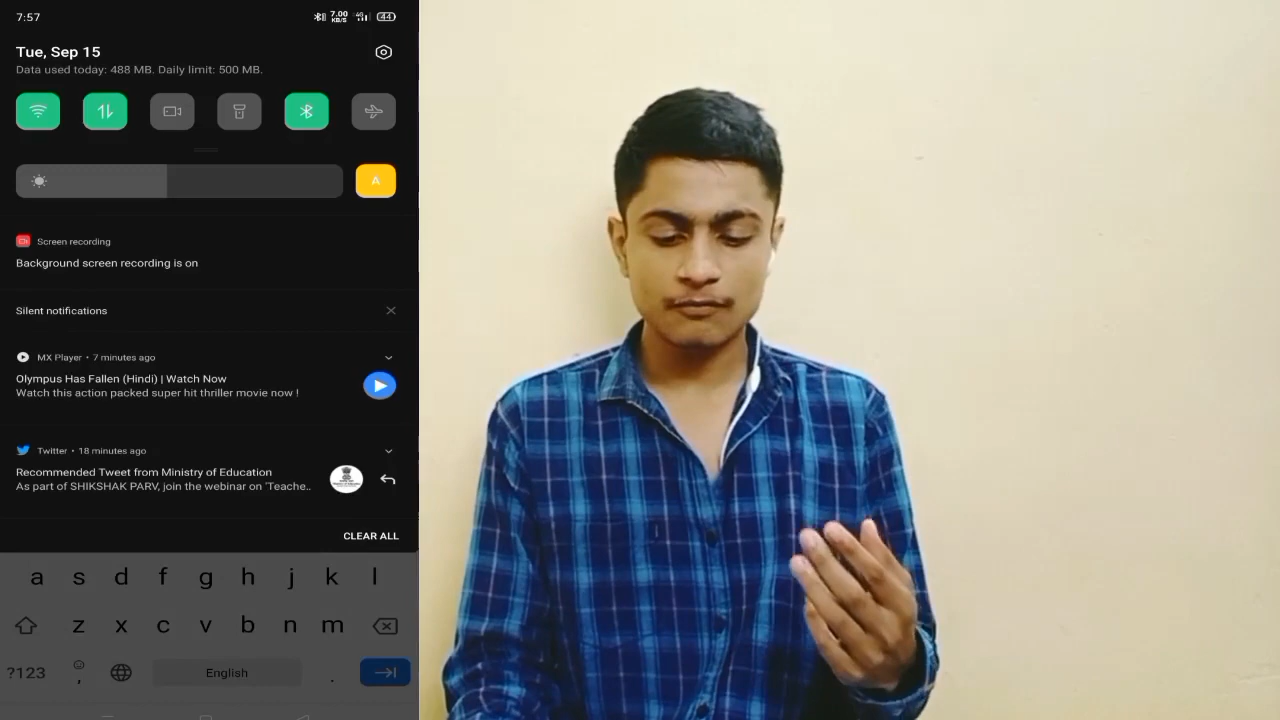 7:57
7.00
KB/S
4G
44
Tue, Sep 15
Data used today: 488 MB. Daily limit: 500 MB.
A
Screen recording
Background screen recording is on
Silent notifications
MX Player • 7 minutes ago
Olympus Has Fallen (Hindi) | Watch Now
Watch this action packed super hit thriller movie now !
Twitter • 18 minutes ago
Recommended Tweet from Ministry of Education
As part of SHIKSHAK PARV, join the webinar on 'Teache..
CLEAR ALL
a s d f g h j k l
z x c v b n m
?123 , English .